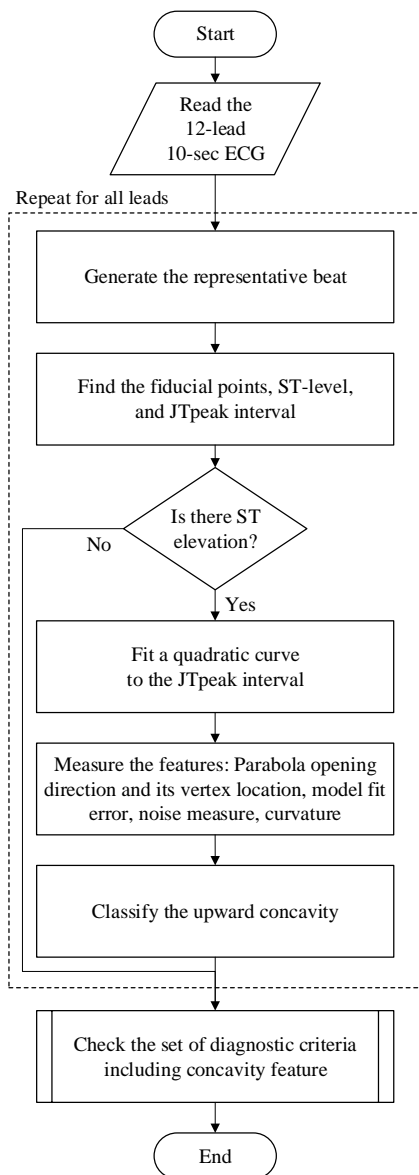 Start
Read the
12-lead
10-sec ECG
Repeat for all leads
Generate the representative beat
Find the fiducial points, ST-level,
and JTpeak interval
Is there ST
elevation?
No
Yes
Fit a quadratic curve
to the JTpeak interval
Measure the features: Parabola opening
direction and its vertex location, model fit
error, noise measure, curvature
Classify the upward concavity
Check the set of diagnostic criteria
including concavity feature
End